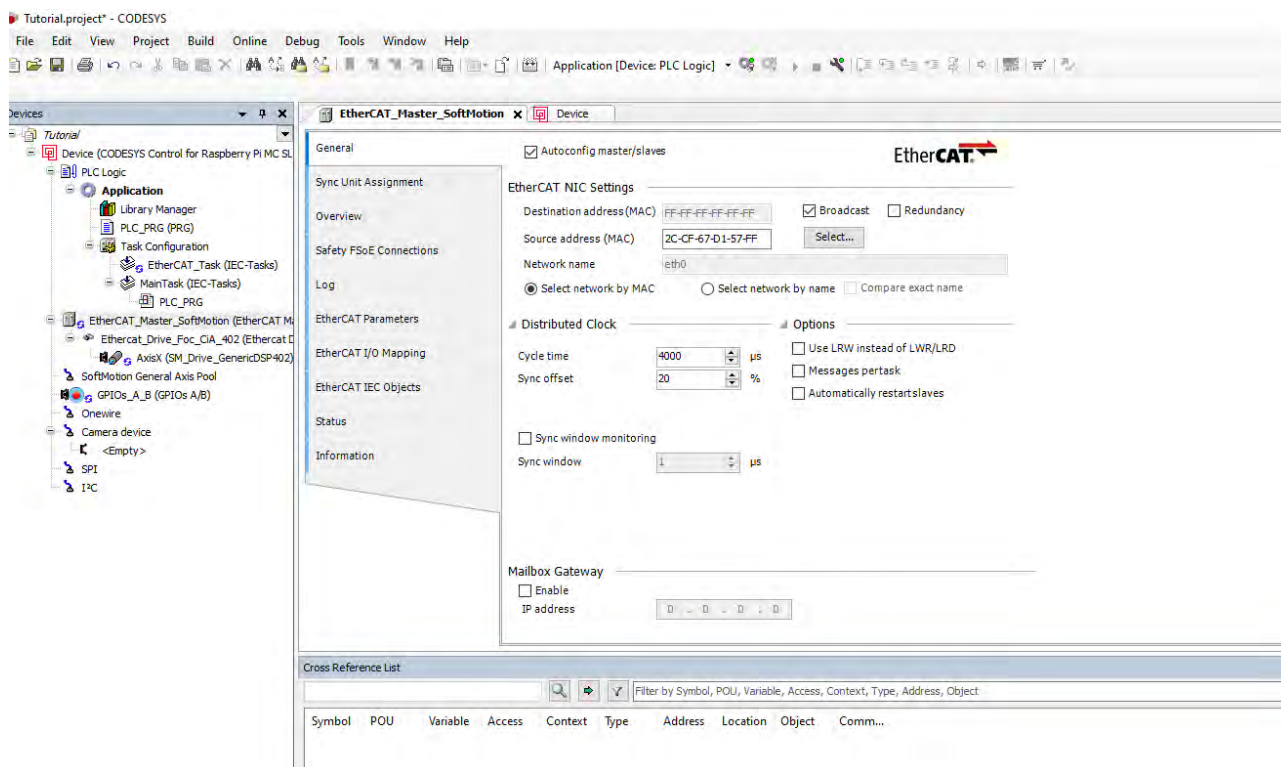 Tutorial.project* - CODESYS
File Edit View Project Build Online Debug Tools Window Help
Application [Device: PLC Logic]
Devices
EtherCAT_Master_SoftMotion
Device
Tutorial
Device (CODESYS Control for Raspberry Pi MC SL
PLC Logic
Application
Library Manager
PLC_PRG (PRG)
Task Configuration
EtherCAT_Task (IEC-Tasks)
MainTask (IEC-Tasks)
PLC_PRG
EtherCAT_Master_SoftMotion (EtherCAT M
Ethercat_Drive_Foc_CiA_402 (Ethercat D
AxisX (SM_Drive_GenericDSP402)
SoftMotion General Axis Pool
GPIOs_A_B (GPIOs A/B)
Onewire
Camera device
<Empty>
SPI
I²C
General
Sync Unit Assignment
Overview
Safety FSoE Connections
Log
EtherCAT Parameters
EtherCAT I/O Mapping
EtherCAT IEC Objects
Status
Information
Autoconfig master/slaves
EtherCAT.
EtherCAT NIC Settings
Destination address (MAC) FF-FF-FF-FF-FF-FF Broadcast Redundancy
Source address (MAC) 2C-CF-67-D1-57-FF Select...
Network name eth0
Select network by MAC Select network by name Compare exact name
Distributed Clock
Cycle time 4000 µs
Sync offset 20 %
Sync window monitoring
Sync window 1 µs
Options
Use LRW instead of LWR/LRD
Messages pertask
Automatically restartslaves
Mailbox Gateway
Enable
IP address 0 . 0 . 0 . 0
Cross Reference List
Filter by Symbol, POU, Variable, Access, Context, Type, Address, Object
Symbol POU Variable Access Context Type Address Location Object Comm...